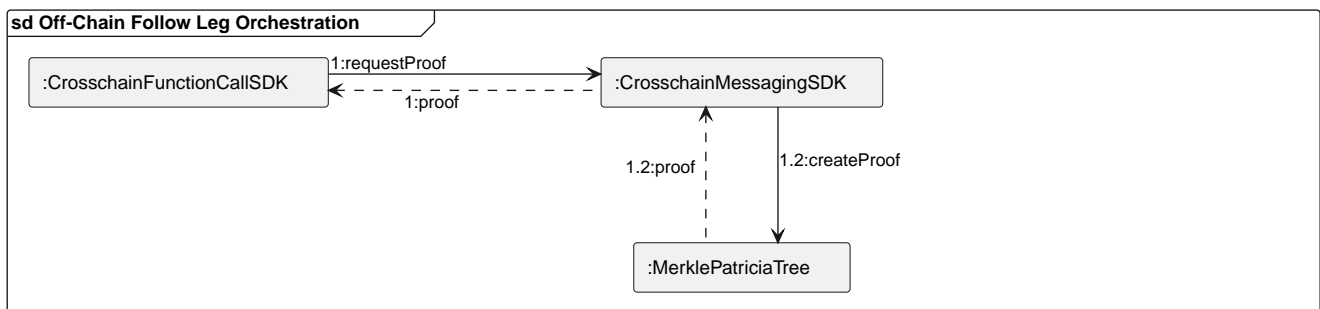 sd Off-Chain Follow Leg Orchestration
:CrosschainFunctionCallSDK
1:requestProof
:CrosschainMessagingSDK
1:proof
1.2:proof
1.2:createProof
:MerklePatriciaTree